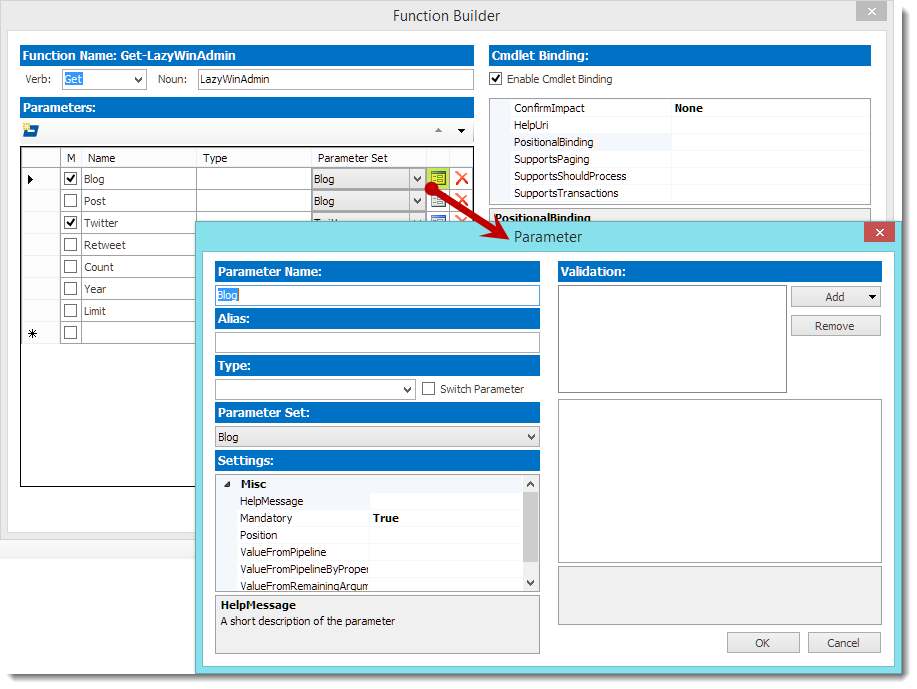 Function Builder
Function Name: Get-LazyWinAdmin
Verb: Get Noun: LazyWinAdmin
Parameters:
M Name Type Parameter Set
Blog Blog
Post Blog
Twitter
Retweet
Count
Year
Limit
Cmdlet Binding:
Enable Cmdlet Binding
ConfirmImpact None
HelpUri
PositionalBinding
SupportsPaging
SupportsShouldProcess
SupportsTransactions
PositionalBinding
Parameter
Parameter Name:
Blog
Alias:
Type:
Switch Parameter
Parameter Set:
Blog
Settings:
Misc
HelpMessage
Mandatory True
Position
ValueFromPipeline
ValueFromPipelineByProper
ValueFromRemainingArgum
HelpMessage
A short description of the parameter
Validation:
Add
Remove
OK Cancel